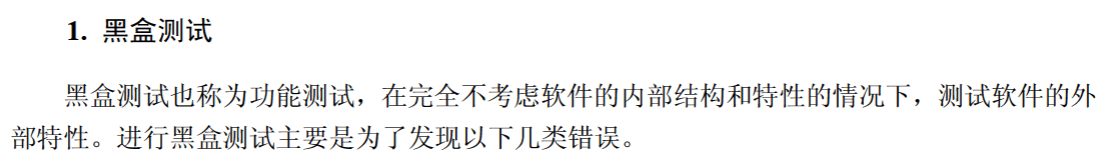 1. 黑盒测试
黑盒测试也称为功能测试，在完全不考虑软件的内部结构和特性的情况下，测试软件的外
部特性。进行黑盒测试主要是为了发现以下几类错误。